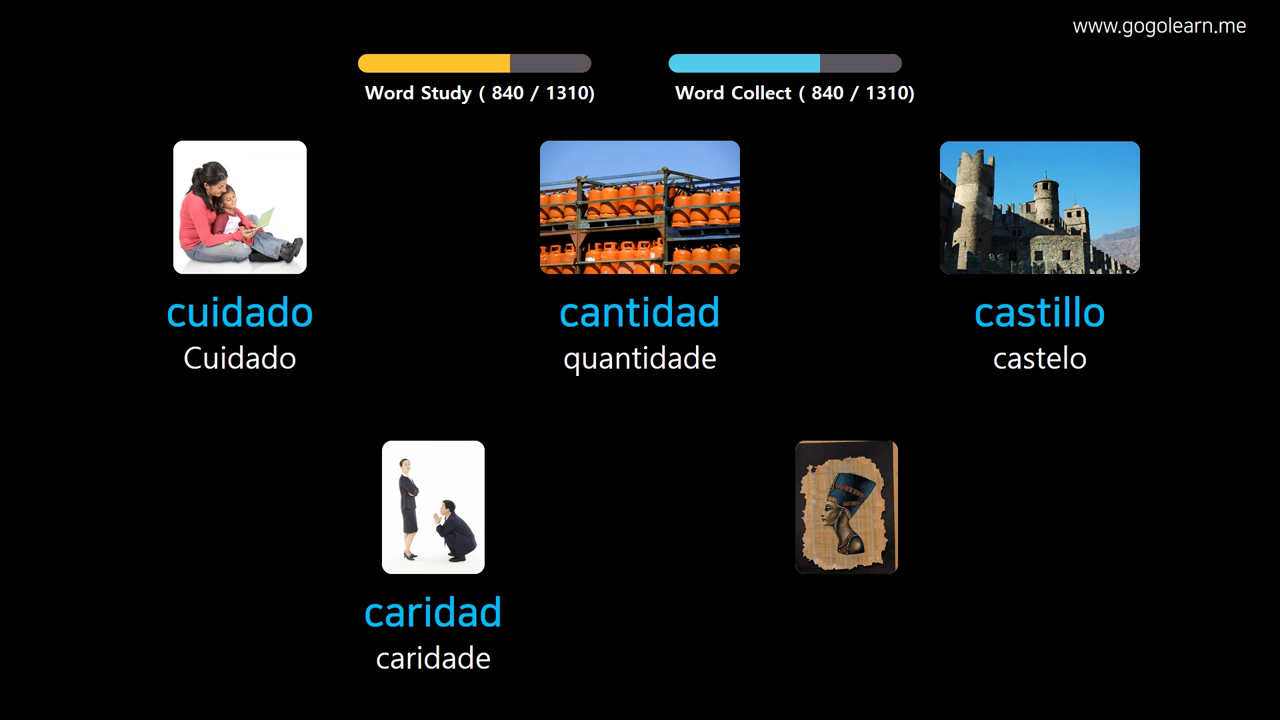 www.gogolearn.me
Word Study ( 840 / 1310)
Word Collect ( 840 / 1310)
cuidado
Cuidado
cantidad
quantidade
castillo
castelo
caridad
caridade